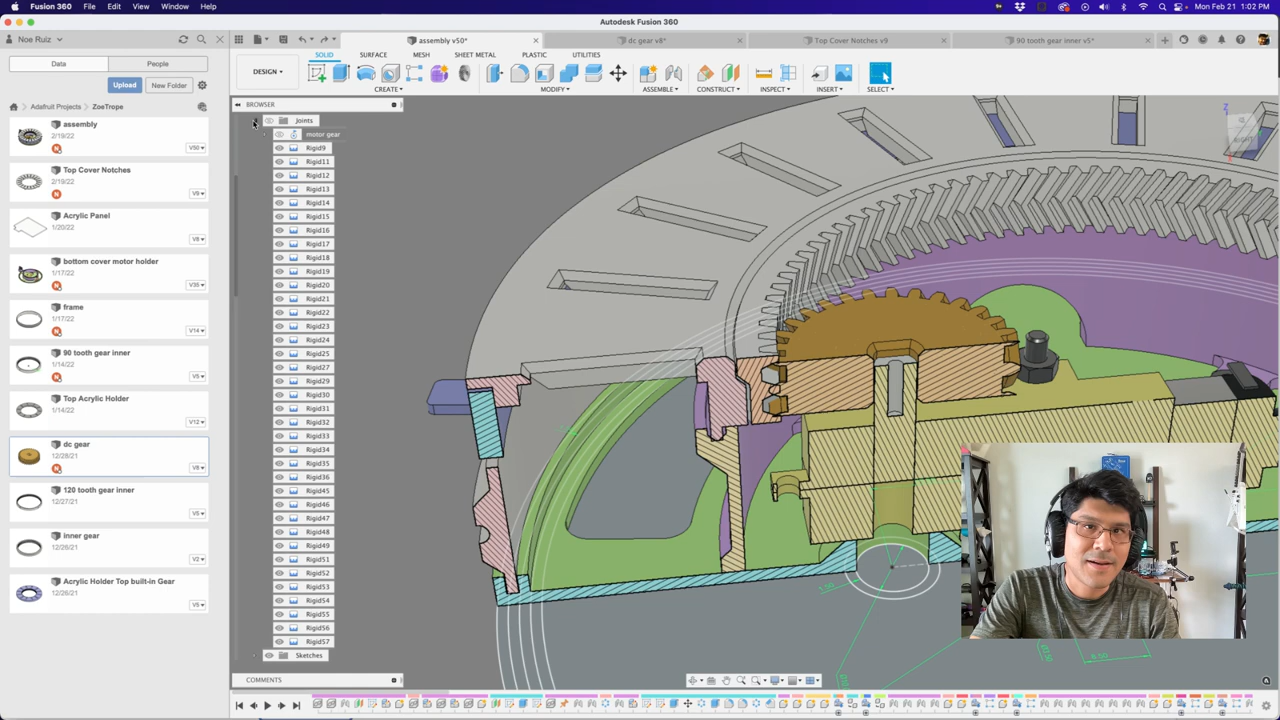 Fusion 360
File
Edit
View
Window
Help
Mon Feb 21 1:02 PM
Autodesk Fusion 360
Noe Ruiz
assembly v50*
dc gear v8*
Top Cover Notches v9
90 tooth gear inner v5*
Data
People
SOLID
SURFACE
MESH
SHEET METAL
PLASTIC
UTILITIES
DESIGN
Upload
New Folder
CREATE
MODIFY
ASSEMBLE
CONSTRUCT
INSPECT
INSERT
SELECT
Adafruit Projects
ZoeTrope
BROWSER
assembly
2/19/22
V50
Top Cover Notches
2/19/22
V9
Acrylic Panel
1/20/22
V8
bottom cover motor holder
1/17/22
V36
frame
1/17/22
V14
90 tooth gear inner
1/14/22
V5
Top Acrylic Holder
1/14/22
V12
dc gear
12/28/21
V8
120 tooth gear inner
12/27/21
V5
inner gear
12/26/21
V2
Acrylic Holder Top built-in Gear
12/26/21
V5
Joints
motor gear
Rigid9
Rigid11
Rigid12
Rigid13
Rigid14
Rigid15
Rigid16
Rigid17
Rigid18
Rigid19
Rigid20
Rigid21
Rigid22
Rigid23
Rigid24
Rigid25
Rigid27
Rigid29
Rigid30
Rigid31
Rigid32
Rigid33
Rigid34
Rigid35
Rigid36
Rigid45
Rigid46
Rigid47
Rigid48
Rigid49
Rigid51
Rigid52
Rigid53
Rigid54
Rigid55
Rigid56
Rigid57
Sketches
Z
COMMENTS